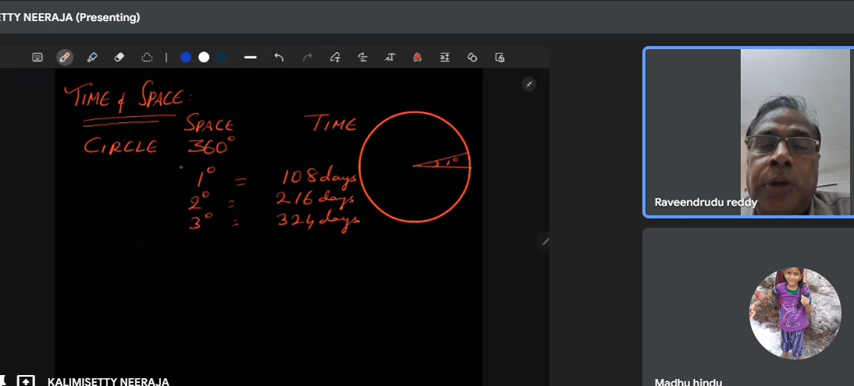 ETTY NEERAJA (Presenting)
TIME & SPACE:
SPACE TIME
CIRCLE 360°
1° = 108 days
2° = 216 days
3° = 324 days
1°
Raveendrudu reddy
KALIMISETTY NEERAJA
Madhu hindu